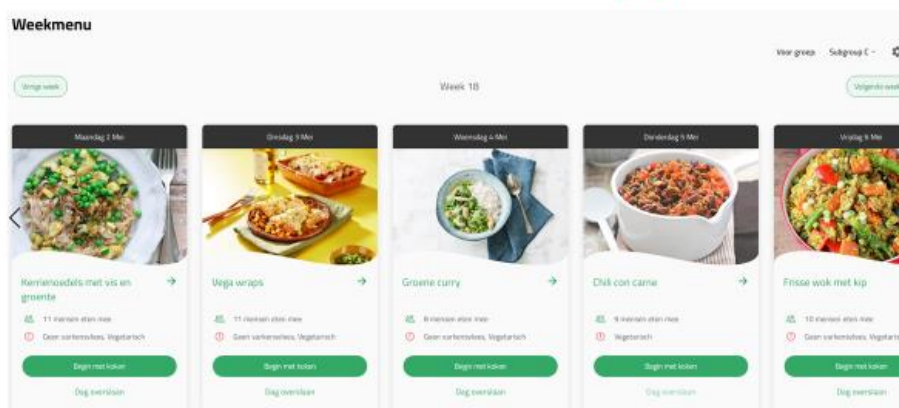 Weekmenu
Voor groep Subgroup C
Vorige week
Week 18
Volgende week
Maandag 2 Mei
Dinsdag 3 Mei
Woensdag 4 Mei
Donderdag 5 Mei
Vrijdag 6 Mei
Kerrienoedels met vis en
groente
Vega wraps
Groene curry
Chili con carne
Frisse wok met kip
11 mensen eten mee
11 mensen eten mee
8 mensen eten mee
9 mensen eten mee
10 mensen eten mee
Geen varkensvlees, Vegetarisch
Geen varkensvlees, Vegetarisch
Geen varkensvlees, Vegetarisch
Vegetarisch
Geen varkensvlees,
Begin met koken
Begin met koken
Begin met koken
Begin met koken
Begin met koken
Dag overslaan
Dag overslaan
Dag overslaan
Dag overslaan
Dag overslaan